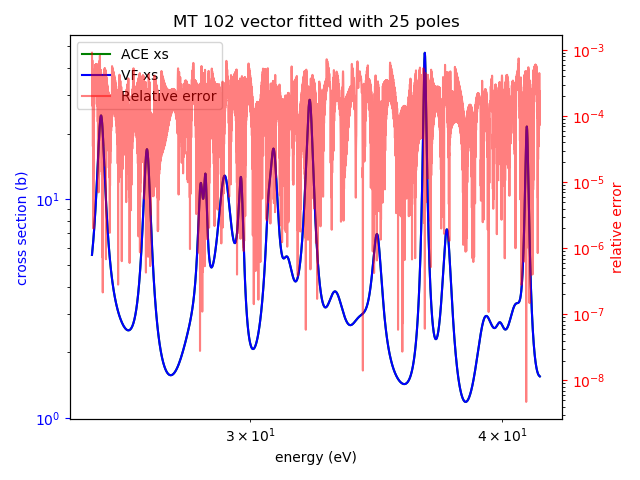 MT 102 vector fitted with 25 poles
ACE xs
VF xs
Relative error
cross section (b)
10¹
10⁰
relative error
10⁻³
10⁻⁴
10⁻⁵
10⁻⁶
10⁻⁷
10⁻⁸
3 × 10¹
4 × 10¹
energy (eV)